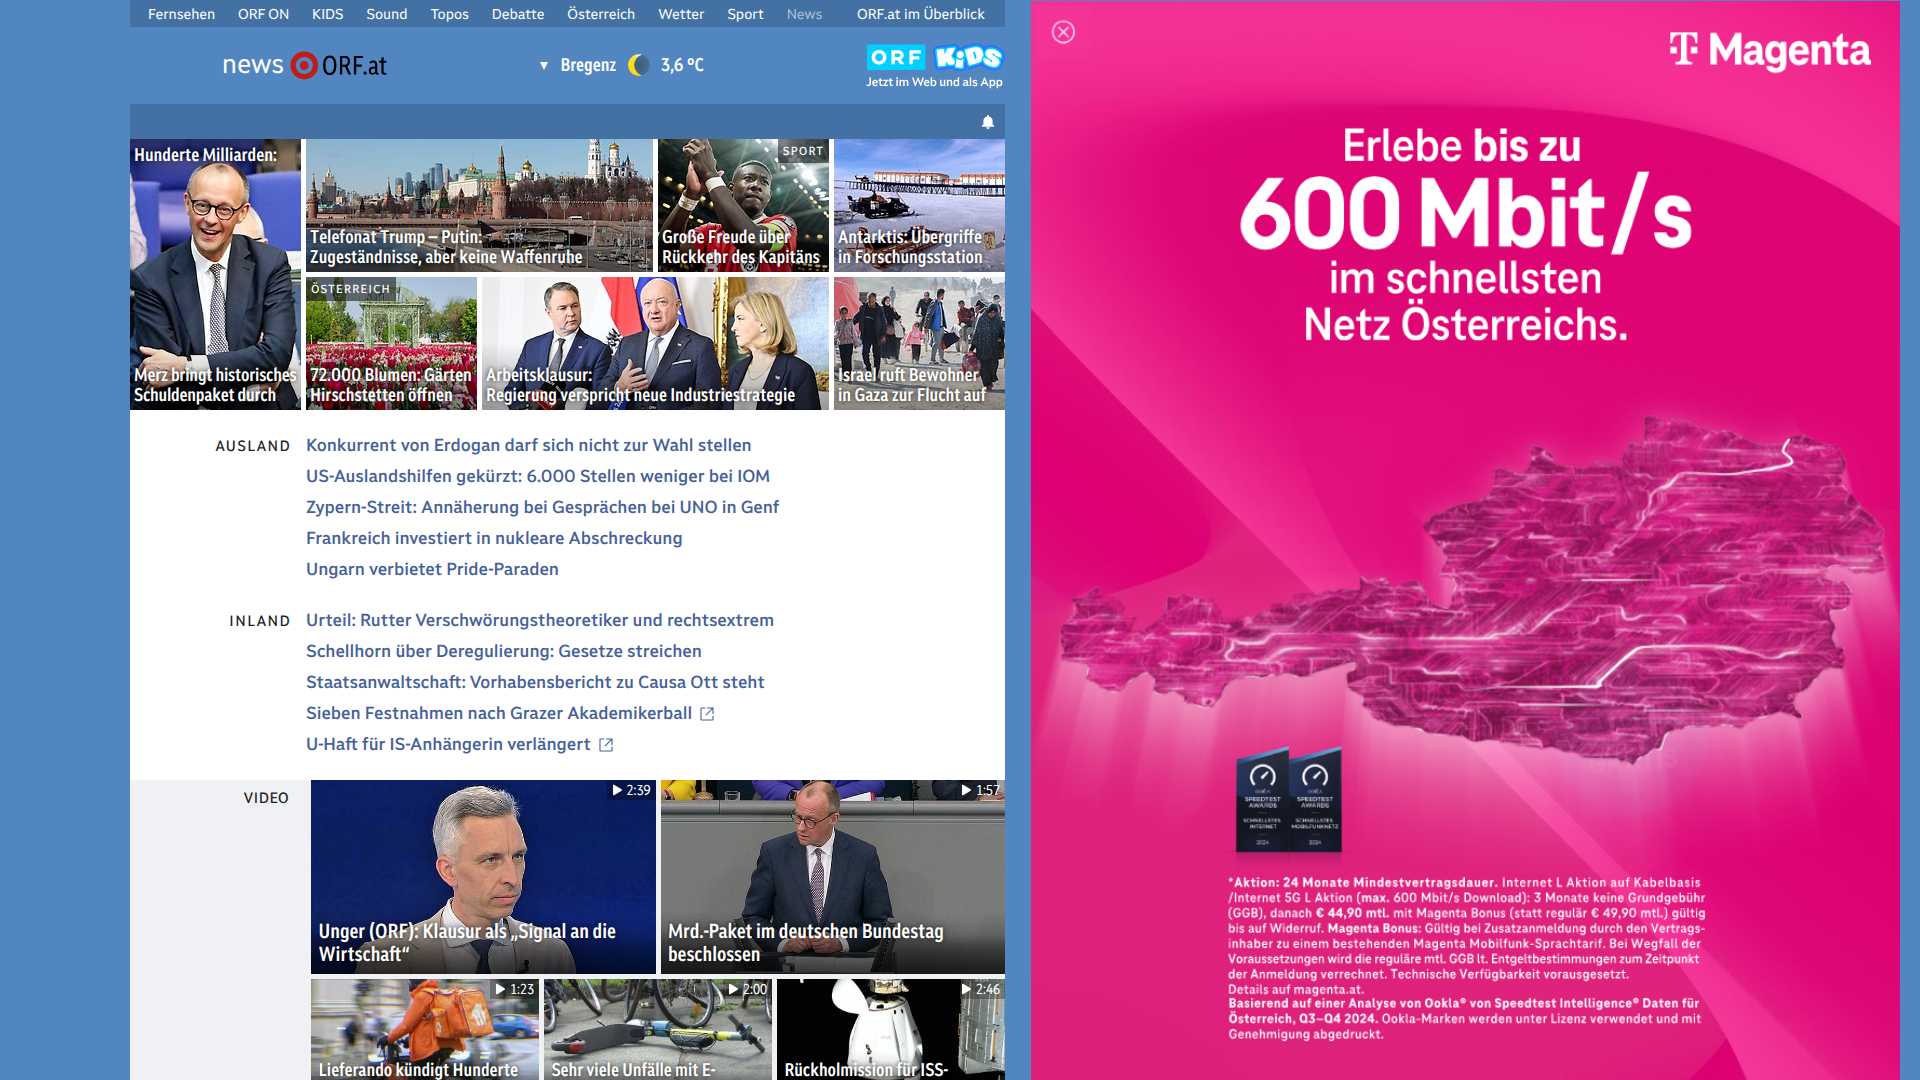 Fernsehen ORF ON KIDS Sound Topos Debatte Österreich Wetter Sport News ORF.at im Überblick
news ORF.at
Bregenz 3,6 °C
ORF KiDS
Jetzt im Web und als App
Hunderte Milliarden:
Merz bringt historisches
Schuldenpaket durch
Telefonat Trump – Putin:
Zugeständnisse, aber keine Waffenruhe
SPORT
Große Freude über
Rückkehr des Kapitäns
Antarktis: Übergriffe
in Forschungsstation
ÖSTERREICH
72.000 Blumen: Gärten
Hirschstetten öffnen
Arbeitsklausur:
Regierung verspricht neue Industriestrategie
Israel ruft Bewohner
in Gaza zur Flucht auf
AUSLAND
Konkurrent von Erdogan darf sich nicht zur Wahl stellen
US-Auslandshilfen gekürzt: 6.000 Stellen weniger bei IOM
Zypern-Streit: Annäherung bei Gesprächen bei UNO in Genf
Frankreich investiert in nukleare Abschreckung
Ungarn verbietet Pride-Paraden
INLAND
Urteil: Rutter Verschwörungstheoretiker und rechtsextrem
Schellhorn über Deregulierung: Gesetze streichen
Staatsanwaltschaft: Vorhabensbericht zu Causa Ott steht
Sieben Festnahmen nach Grazer Akademikerball
U-Haft für IS-Anhängerin verlängert
VIDEO
2:39
Unger (ORF): Klausur als „Signal an die
Wirtschaft“
1:57
Mrd.-Paket im deutschen Bundestag
beschlossen
1:23
Lieferando kündigt Hunderte
2:00
Sehr viele Unfälle mit E-
2:46
Rückholmission für ISS-
T Magenta
Erlebe bis zu
600 Mbit/s
im schnellsten
Netz Österreichs.
SPEEDTEST
AWARDS
SCHNELLSTES
INTERNET
2024
SPEEDTEST
AWARDS
SCHNELLSTES
MOBILFUNKNETZ
2024
*Aktion: 24 Monate Mindestvertragsdauer. Internet L Aktion auf Kabelbasis
/Internet 5G L Aktion (max. 600 Mbit/s Download): 3 Monate keine Grundgebühr
(GGB), danach € 44,90 mtl. mit Magenta Bonus (statt regulär € 49,90 mtl.) gültig
bis auf Widerruf. Magenta Bonus: Gültig bei Zusatzanmeldung durch den Vertrags-
inhaber zu einem bestehenden Magenta Mobilfunk-Sprachtarif. Bei Wegfall der
Voraussetzungen wird die reguläre mtl. GGB lt. Entgeltbestimmungen zum Zeitpunkt
der Anmeldung verrechnet. Technische Verfügbarkeit vorausgesetzt.
Details auf magenta.at.
Basierend auf einer Analyse von Ookla® von Speedtest Intelligence® Daten für
Österreich, Q3–Q4 2024. Ookla-Marken werden unter Lizenz verwendet und mit
Genehmigung abgedruckt.